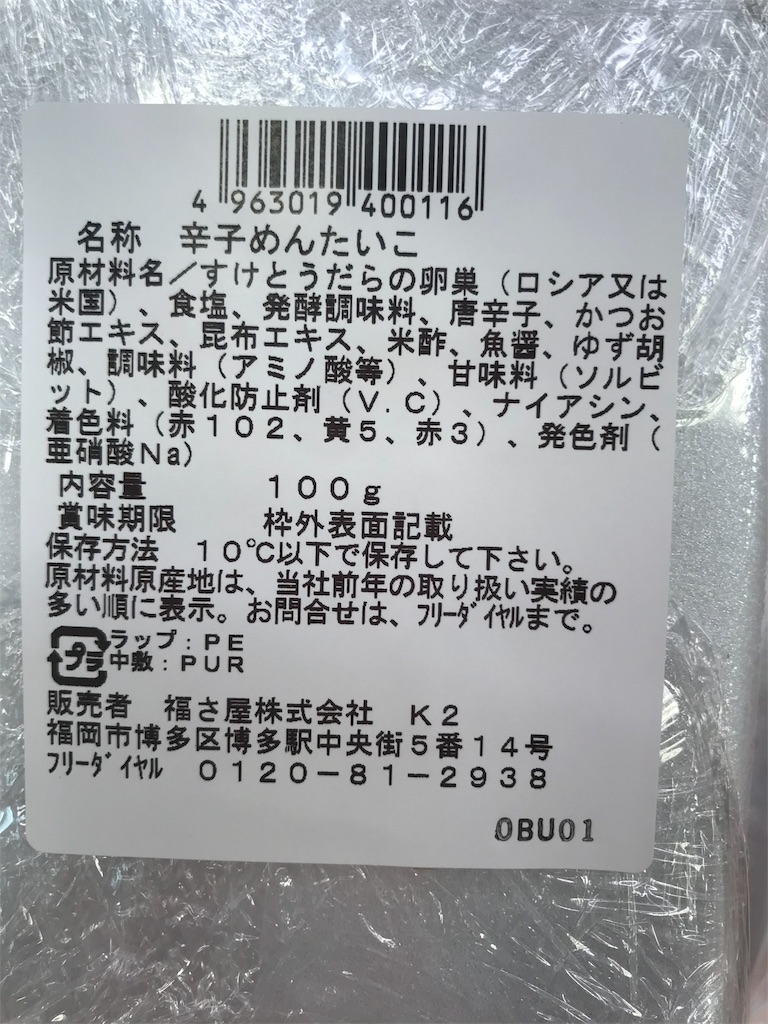 4 963019 400116
名称 辛子めんたいこ
原材料名／すけとうだらの卵巣（ロシア又は
米国）、食塩、発酵調味料、唐辛子、かつお
節エキス、昆布エキス、米酢、魚醤、ゆず胡
椒、調味料（アミノ酸等）、甘味料（ソルビ
ット）、酸化防止剤（Ｖ．Ｃ）、ナイアシン、
着色料（赤１０２、黄５、赤３）、発色剤（
亜硝酸Ｎａ）
内容量 １００ｇ
賞味期限 枠外表面記載
保存方法 １０℃以下で保存して下さい。
原材料原産地は、当社前年の取り扱い実績の
多い順に表示。お問合せは、ﾌﾘｰﾀﾞｲﾔﾙまで。
プラ ラップ：ＰＥ
中敷：ＰＵＲ
販売者 福さ屋株式会社 Ｋ２
福岡市博多区博多駅中央街５番１４号
ﾌﾘｰﾀﾞｲﾔﾙ ０１２０－８１－２９３８
0BU01